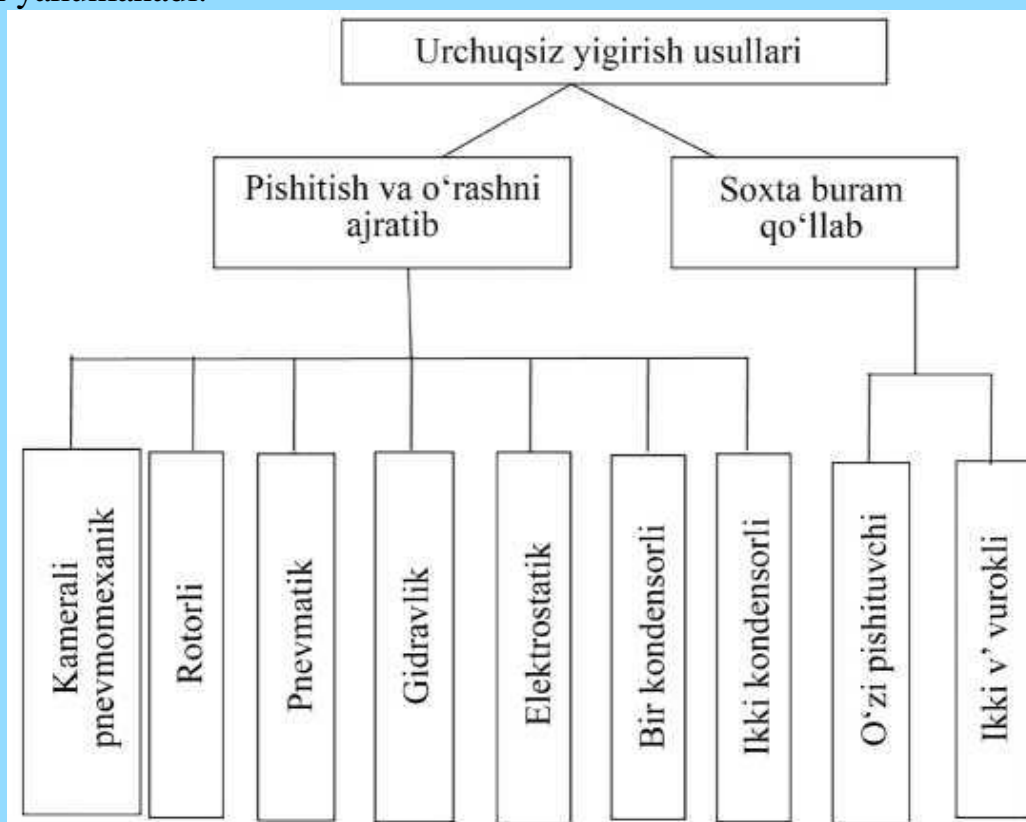 Urchuqsiz yigirish usullari
Pishitish va o‘rashni
ajratib
Soxta buram
qo‘llab
Kamerali
pnevmomexanik
Rotorli
Pnevmatik
Gidravlik
Elektrostatik
Bir kondensorli
Ikki kondensorli
O‘zi pishituvchi
Ikki v’ vurokli